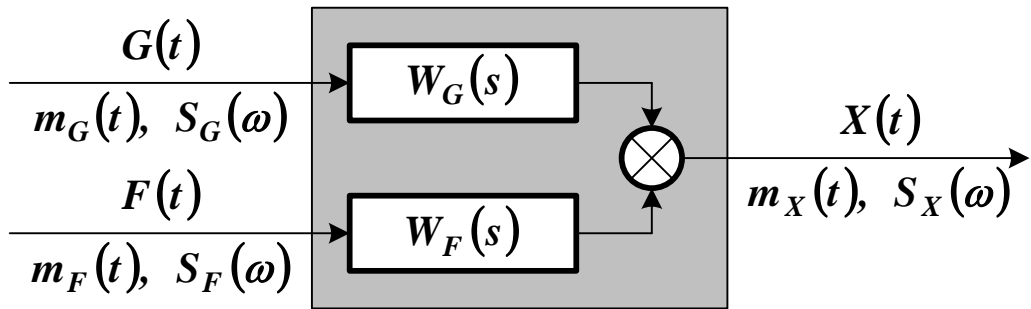 G(t)
m_G(t), S_G(ω)
W_G(s)
F(t)
m_F(t), S_F(ω)
W_F(s)
X(t)
m_X(t), S_X(ω)